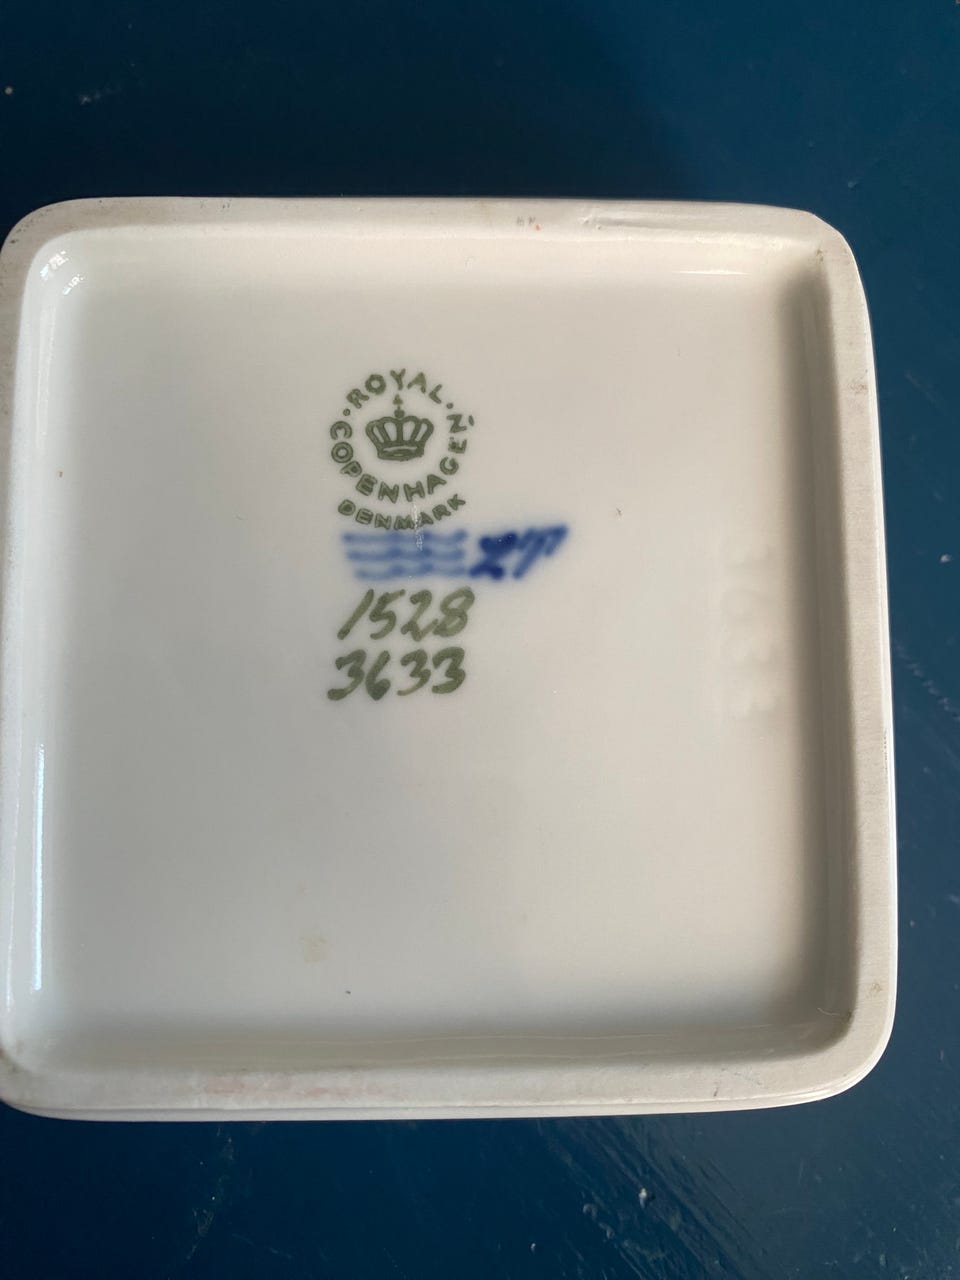 ROYAL
COPENHAGEN
DENMARK
1528
3633